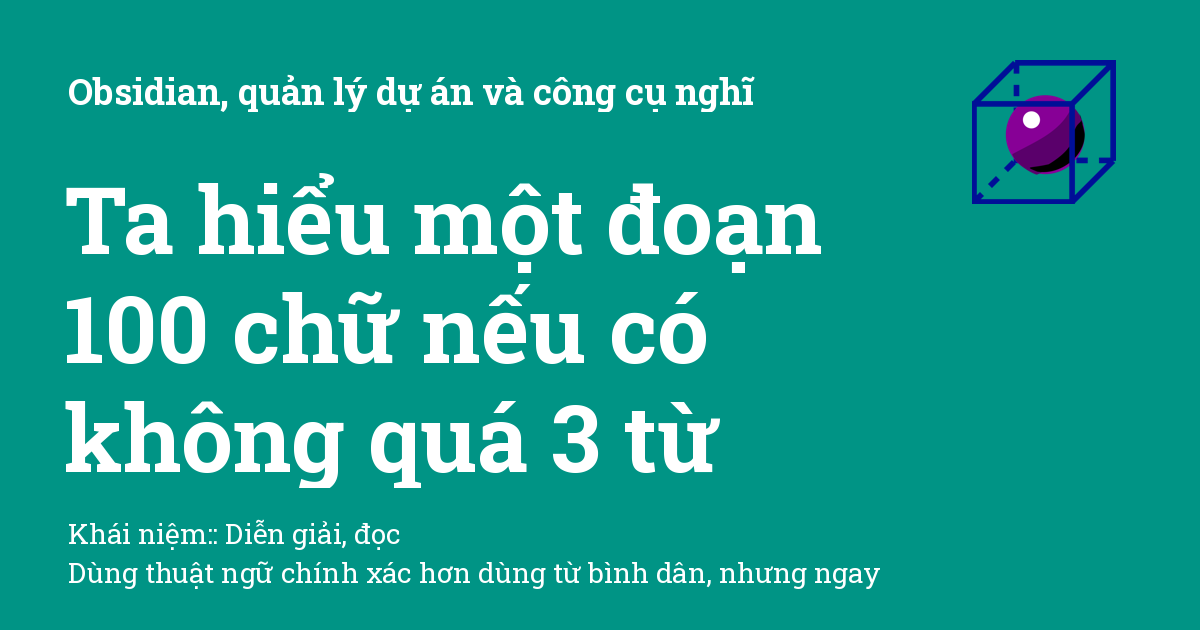 Obsidian, quản lý dự án và công cụ nghĩ
Ta hiểu một đoạn
100 chữ nếu có
không quá 3 từ
Khái niệm:: Diễn giải, đọc
Dùng thuật ngữ chính xác hơn dùng từ bình dân, nhưng ngay